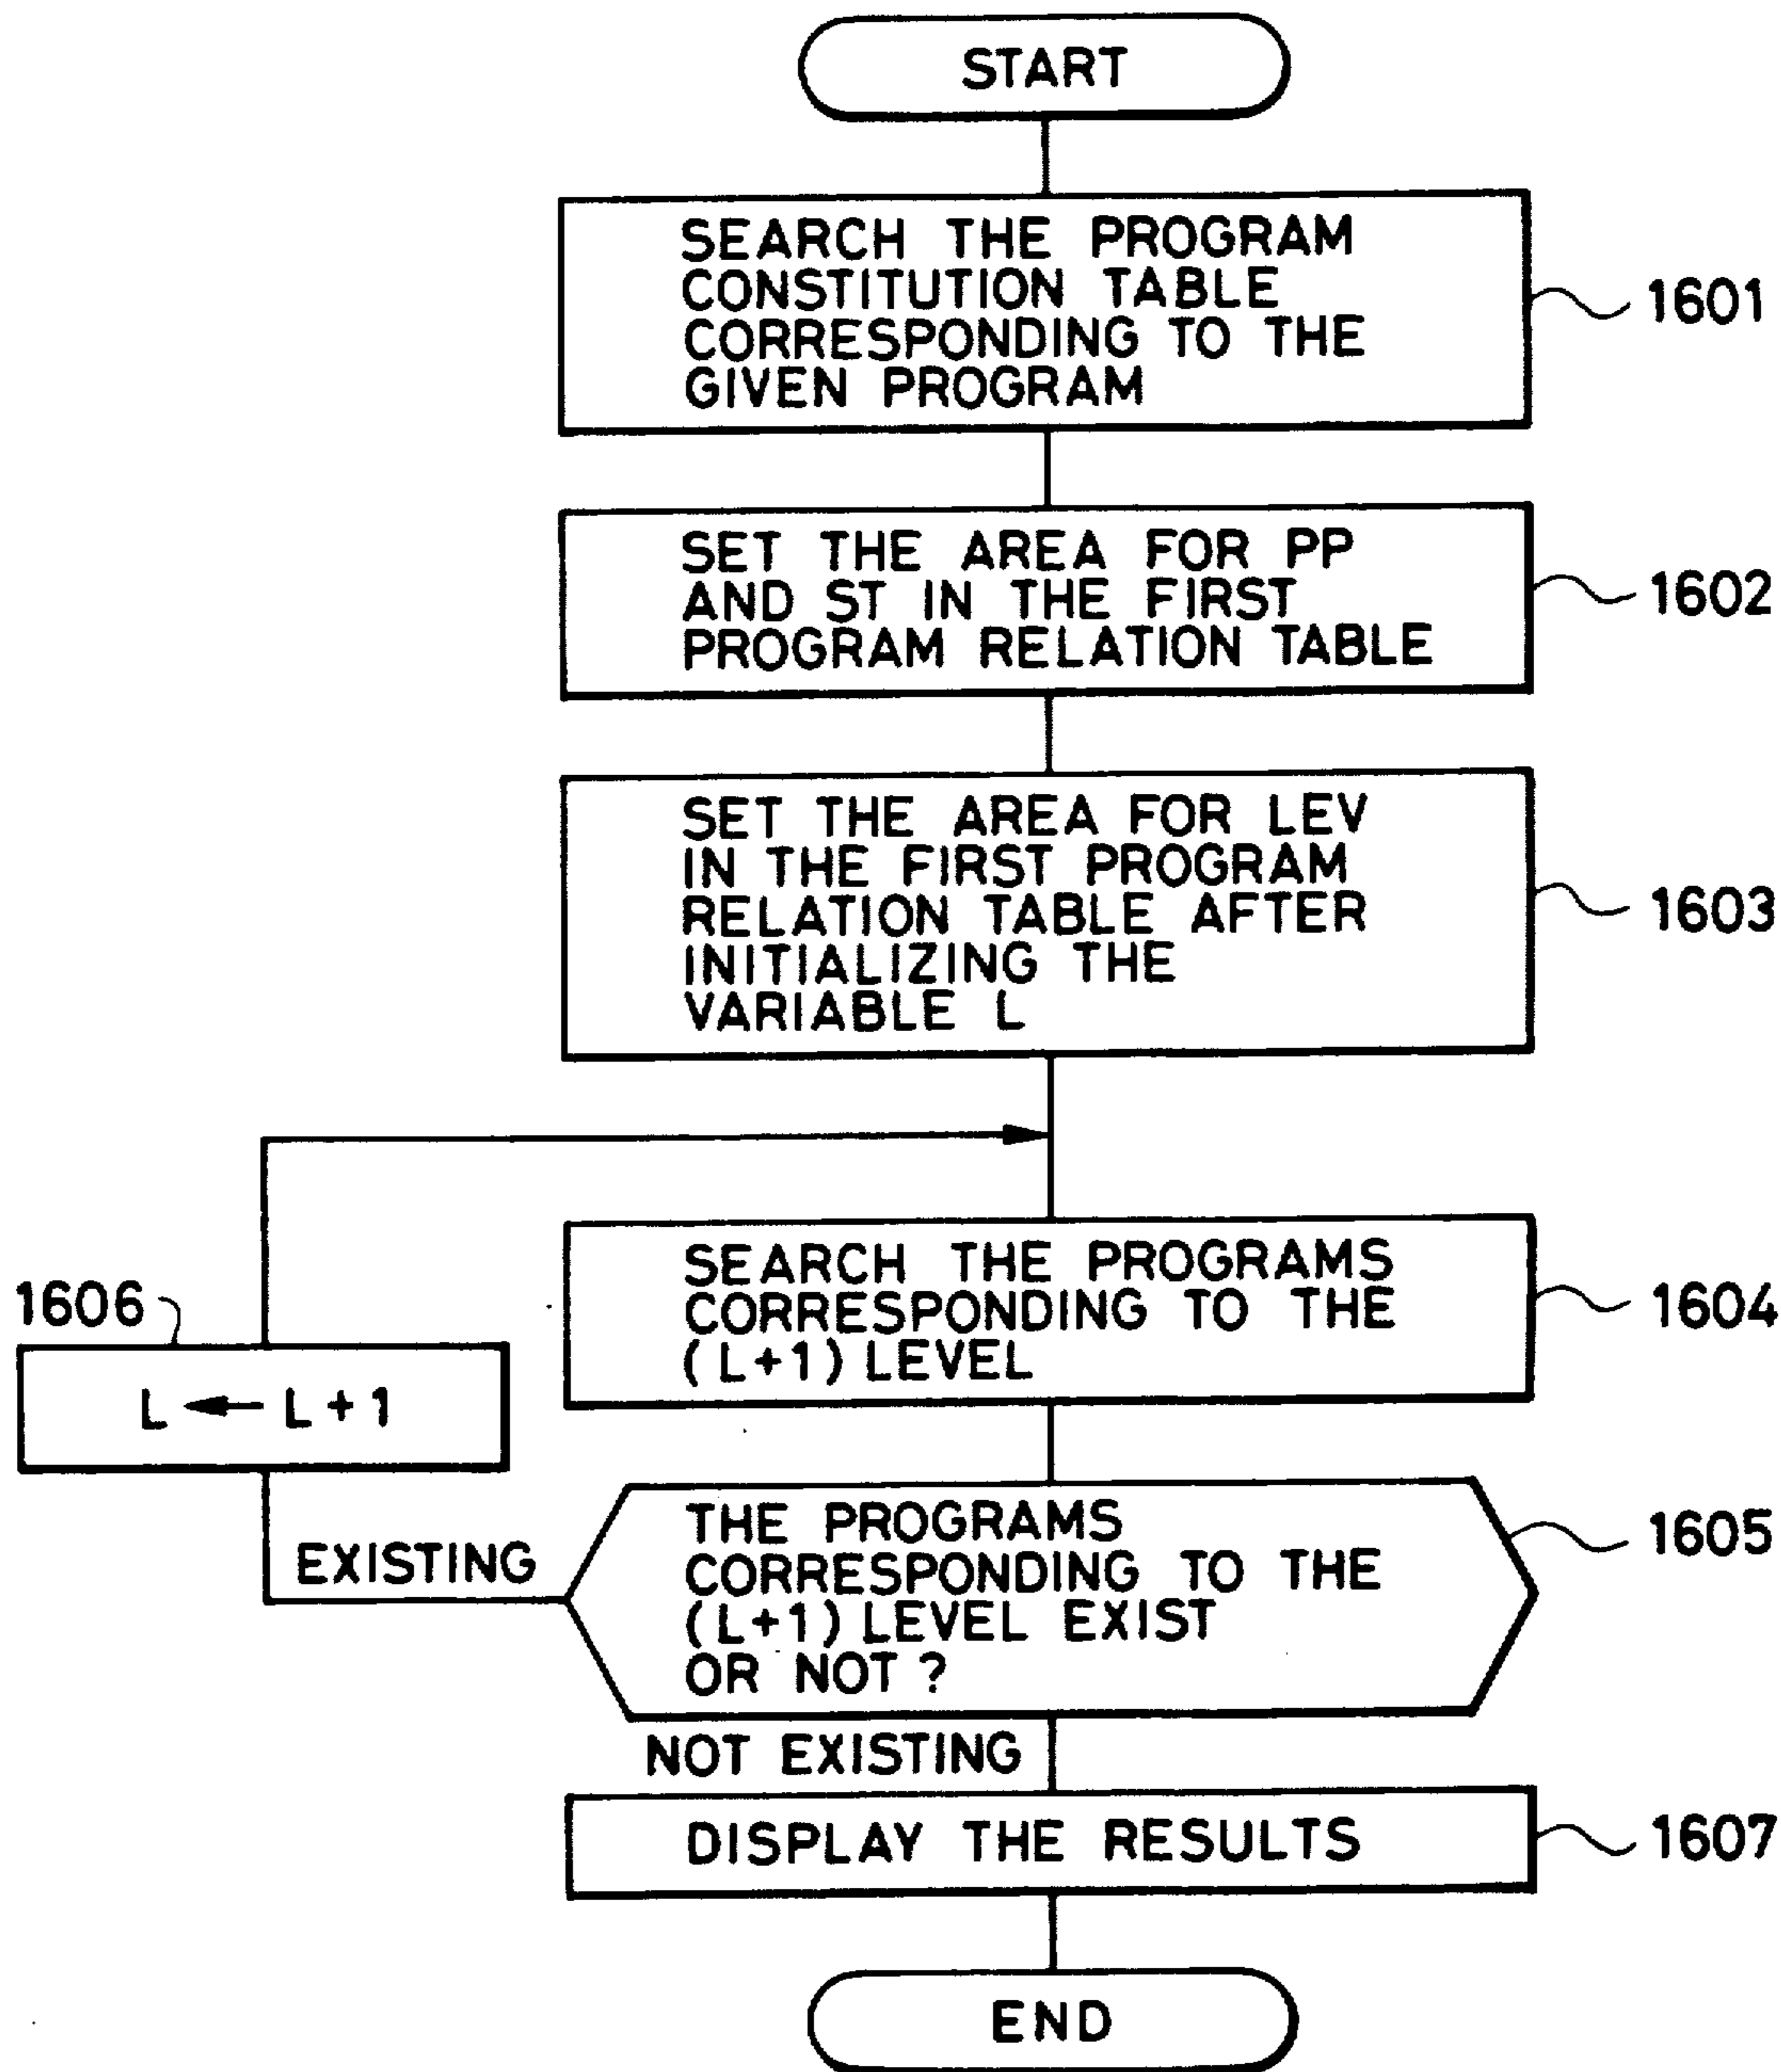 START
SEARCH THE PROGRAM
CONSTITUTION TABLE
CORRESPONDING TO THE
GIVEN PROGRAM
1601
SET THE AREA FOR PP
AND ST IN THE FIRST
PROGRAM RELATION TABLE
1602
SET THE AREA FOR LEV
IN THE FIRST PROGRAM
RELATION TABLE AFTER
INITIALIZING THE
VARIABLE L
1603
SEARCH THE PROGRAMS
CORRESPONDING TO THE
(L+1) LEVEL
1604
1606
L ← L+1
THE PROGRAMS
CORRESPONDING TO THE
(L+1) LEVEL EXIST
OR NOT ?
1605
EXISTING
NOT EXISTING
DISPLAY THE RESULTS
1607
END